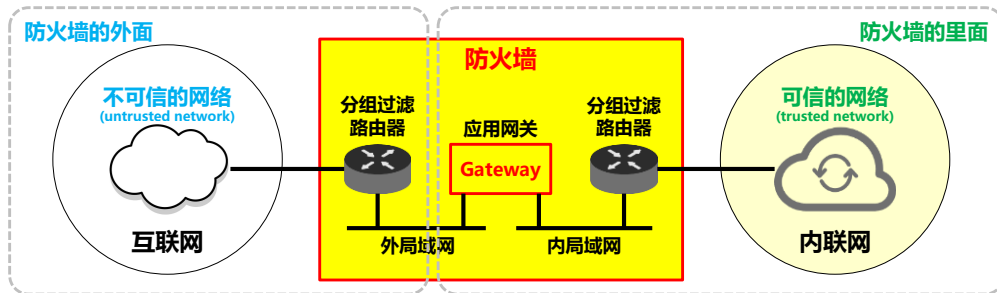 防火墙的外面
防火墙的里面
防火墙
不可信的网络
(untrusted network)
分组过滤
路由器
应用网关
Gateway
分组过滤
路由器
可信的网络
(trusted network)
互联网
外局域网
内局域网
内联网